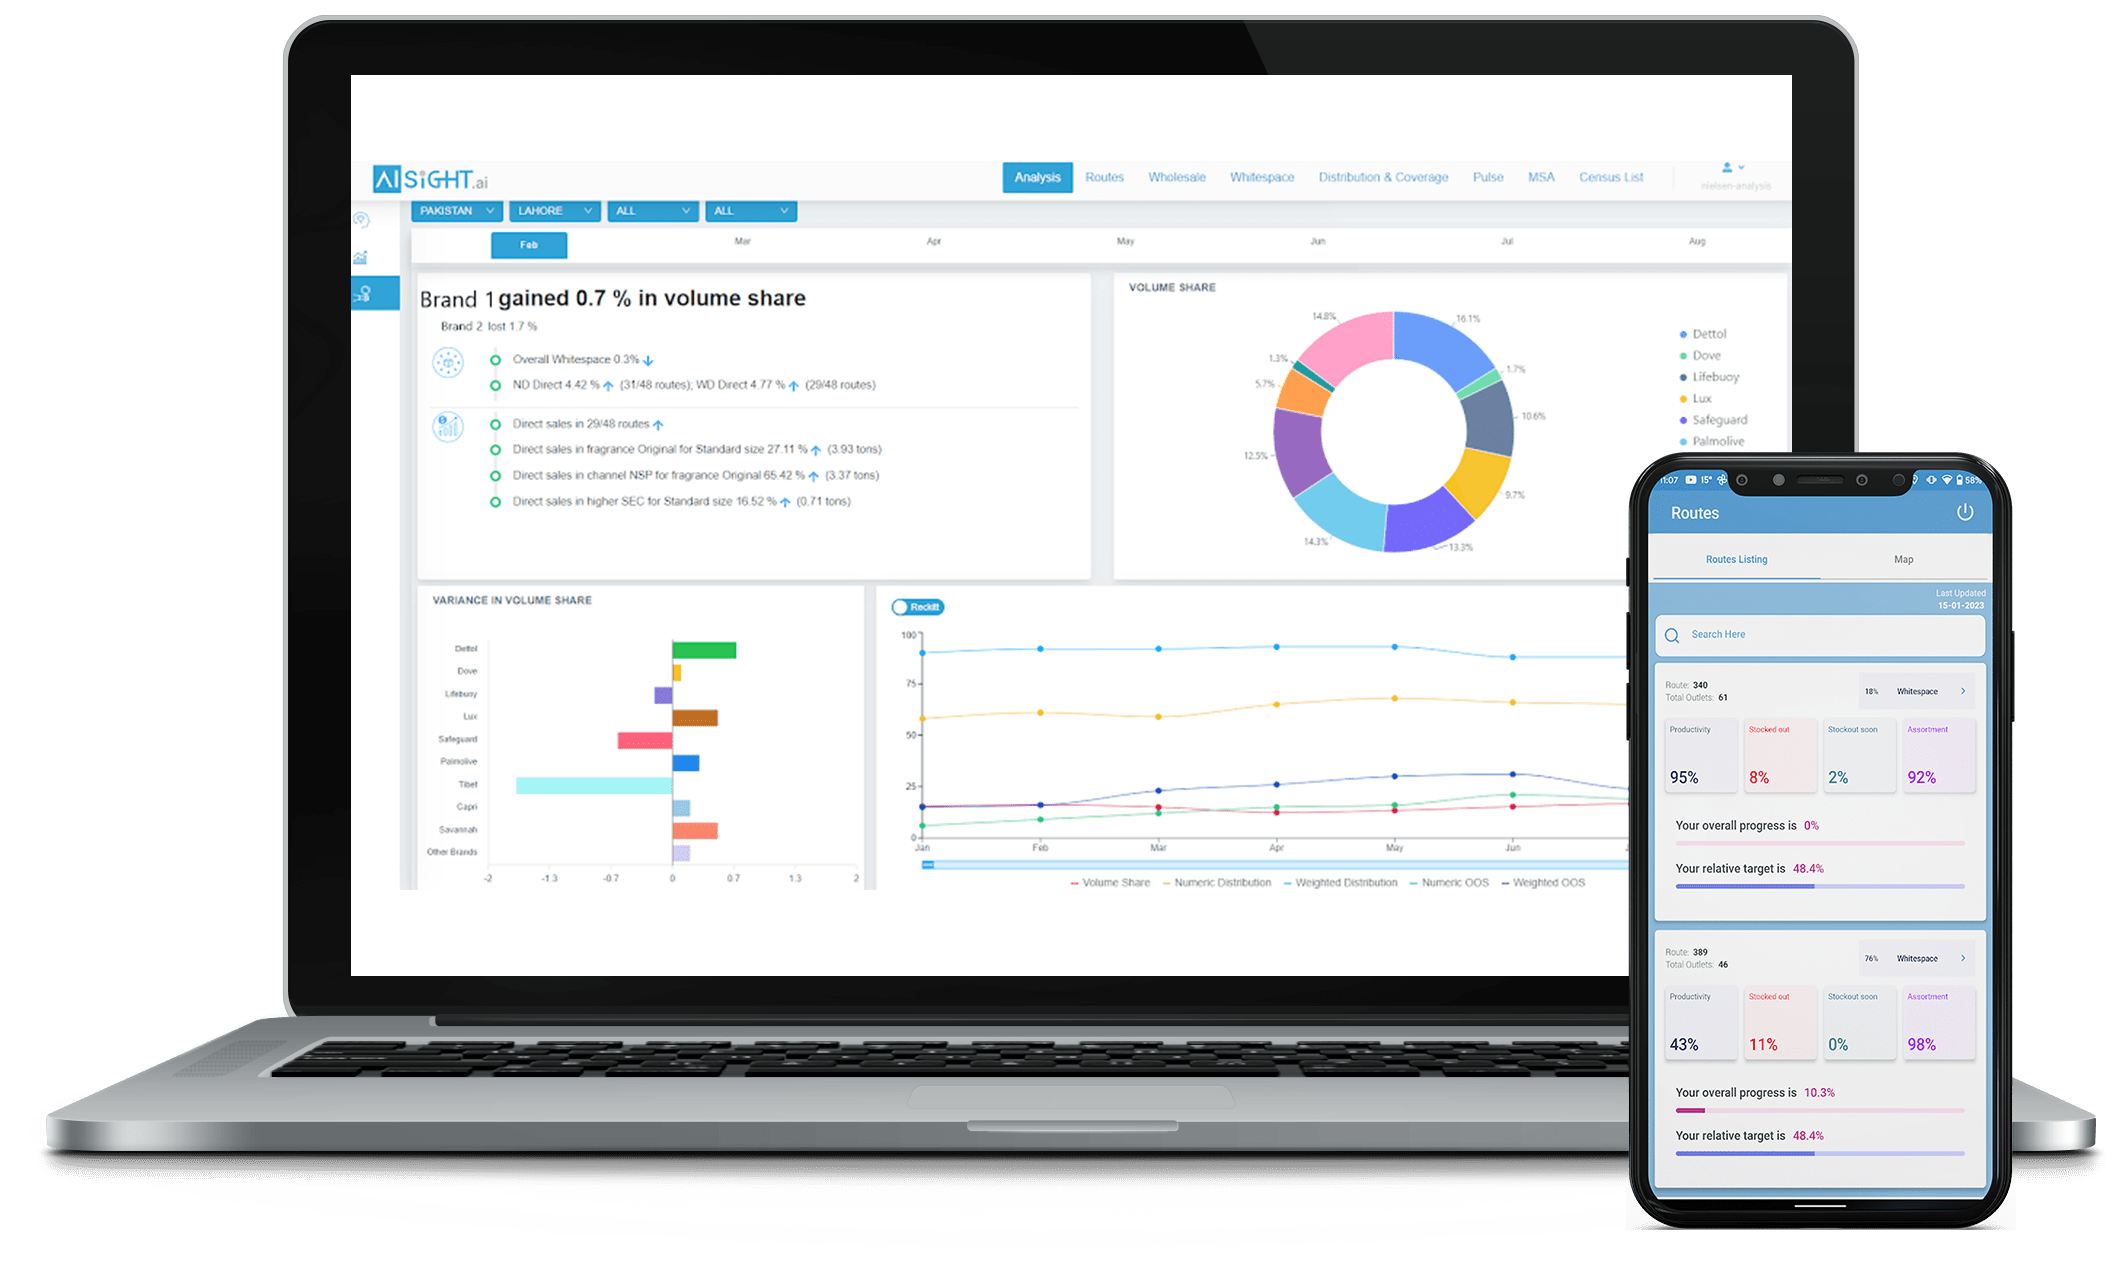 AISIGHT.ai
Analysis Routes Wholesale Whitespace Distribution & Coverage Pulse MSA Census List
nielsen-analysis
PAKISTAN LAHORE ALL ALL
Feb Mar Apr May Jun Jul Aug
Brand 1 gained 0.7 % in volume share
Brand 2 lost 1.7 %
Overall Whitespace 0.3% ↓
ND Direct 4.42 % ↑ (31/48 routes); WD Direct 4.77 % ↑ (29/48 routes)
Direct sales in 29/48 routes ↑
Direct sales in fragrance Original for Standard size 27.11 % ↑ (3.93 tons)
Direct sales in channel NSP for fragrance Original 65.42 % ↑ (3.37 tons)
Direct sales in higher SEC for Standard size 16.52 % ↑ (0.71 tons)
VOLUME SHARE
16.1%
1.7%
10.6%
9.7%
13.3%
14.3%
12.5%
5.7%
1.3%
14.8%
Dettol
Dove
Lifebuoy
Lux
Safeguard
Palmolive
VARIANCE IN VOLUME SHARE
Dettol
Dove
Lifebuoy
Lux
Safeguard
Palmolive
Tibet
Capri
Savannah
Other Brands
-2 -1.3 -0.7 0 0.7 1.3 2
Reckitt
100
75
50
25
0
Jan Feb Mar Apr May Jun
Volume Share Numeric Distribution Weighted Distribution Numeric OOS Weighted OOS
11:07 15° 58%
Routes
Routes Listing Map
Last Updated
15-01-2023
Search Here
Route: 340
Total Outlets: 61
18% Whitespace
Productivity Stocked out Stockout soon Assortment
95% 8% 2% 92%
Your overall progress is 0%
Your relative target is 48.4%
Route: 389
Total Outlets: 46
76% Whitespace
Productivity Stocked out Stockout soon Assortment
43% 11% 0% 98%
Your overall progress is 10.3%
Your relative target is 48.4%